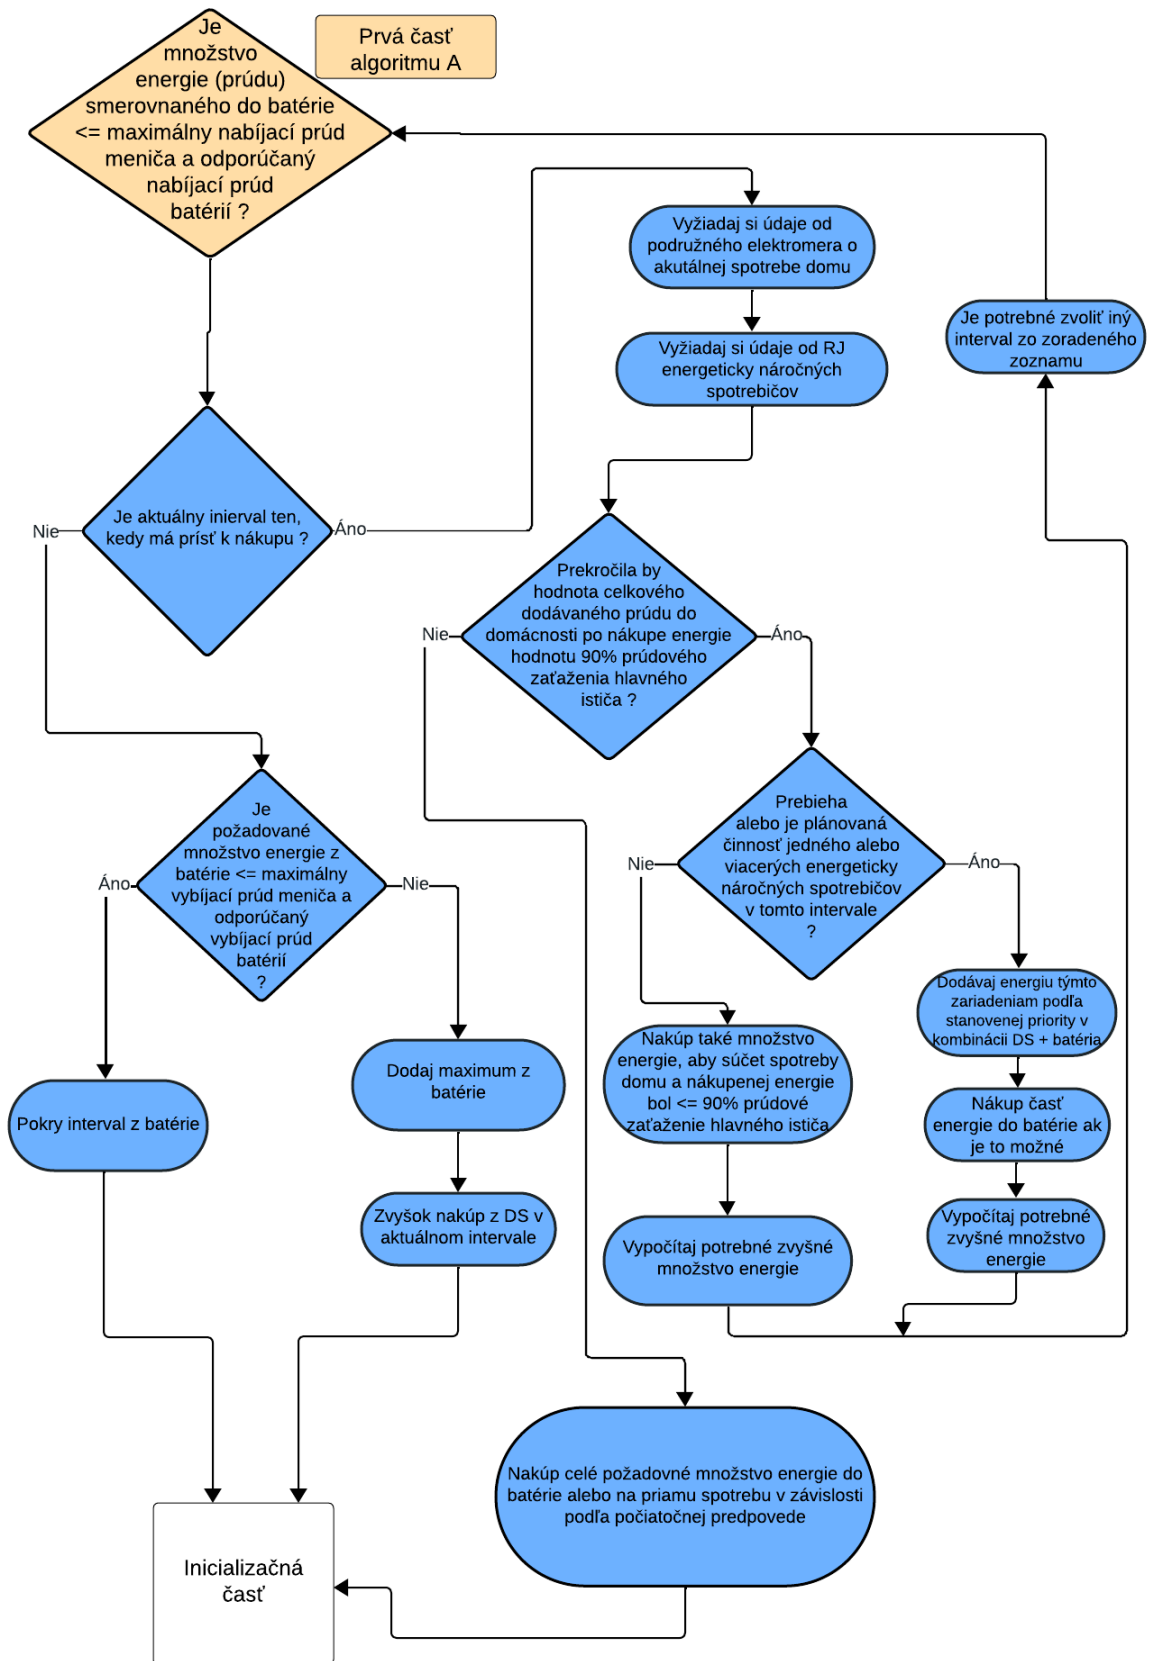 Je
množstvo
energie (prúdu)
smerovnaného do batérie
<= maximálny nabíjací prúd
meniča a odporúčaný
nabíjací prúd
batérií ?
Prvá časť
algoritmu A
Vyžiadaj si údaje od
podružného elektromera o
akutálnej spotrebe domu
Vyžiadaj si údaje od RJ
energeticky náročných
spotrebičov
Je potrebné zvoliť iný
interval zo zoradeného
zoznamu
Je aktuálny inierval ten,
kedy má prísť k nákupu ?
Nie
Áno
Prekročila by
hodnota celkového
dodávaného prúdu do
domácnosti po nákupe energie
hodnotu 90% prúdového
zaťaženia hlavného
ističa ?
Nie
Áno
Je
požadované
množstvo energie z
batérie <= maximálny
vybíjací prúd meniča a
odporúčaný
vybíjací prúd
batérií
?
Áno
Nie
Prebieha
alebo je plánovaná
činnosť jedného alebo
viacerých energeticky
náročných spotrebičov
v tomto intervale
?
Nie
Áno
Pokry interval z batérie
Dodaj maximum z
batérie
Zvyšok nakúp z DS v
aktuálnom intervale
Nakúp také množstvo
energie, aby súčet spotreby
domu a nákupenej energie
bol <= 90% prúdové
zaťaženie hlavného ističa
Vypočítaj potrebné zvyšné
množstvo energie
Dodávaj energiu týmto
zariadeniam podľa
stanovenej priority v
kombinácii DS + batéria
Nákup časť
energie do batérie ak
je to možné
Vypočítaj potrebné
zvyšné množstvo
energie
Nakúp celé požadovné množstvo energie do
batérie alebo na priamu spotrebu v závislosti
podľa počiatočnej predpovede
Inicializačná
časť